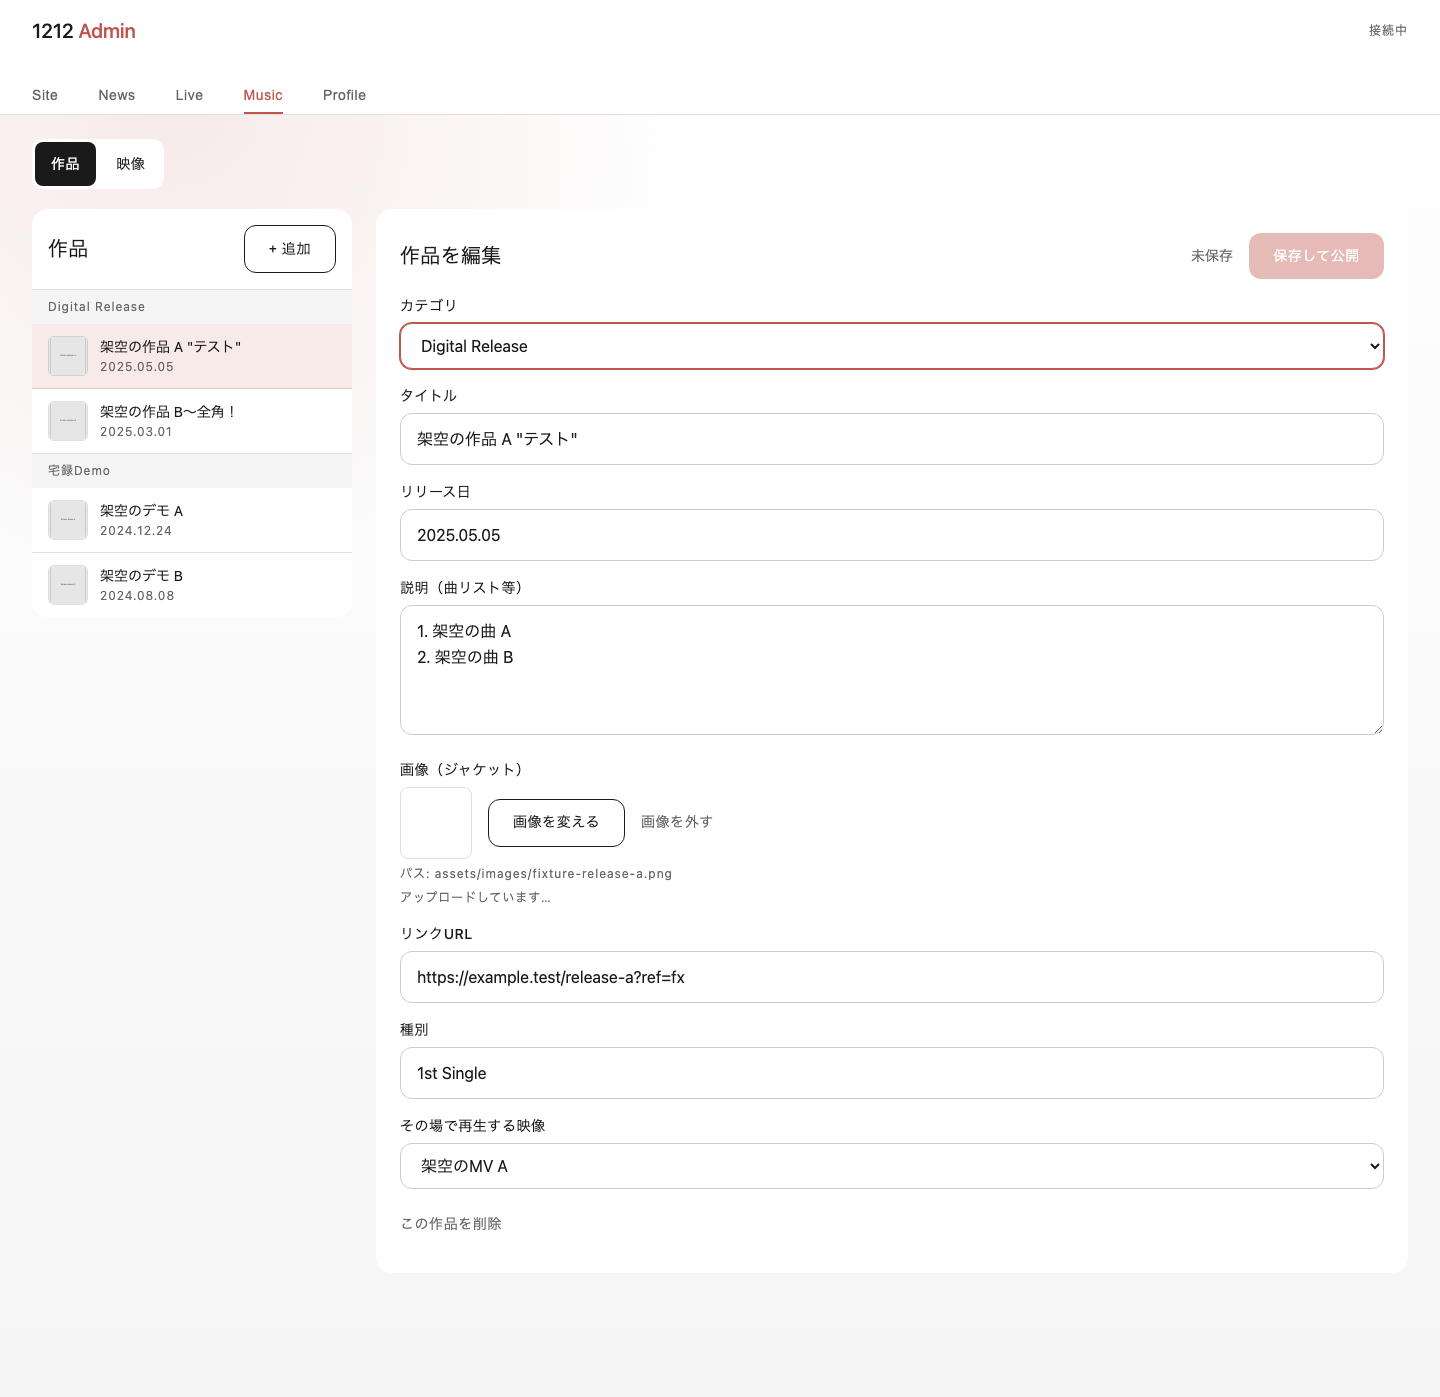 1212 Admin
接続中
Site
News
Live
Music
Profile
作品
映像
作品
+ 追加
Digital Release
架空の作品 A "テスト"
2025.05.05
架空の作品 B〜全角！
2025.03.01
宅録Demo
架空のデモ A
2024.12.24
架空のデモ B
2024.08.08
作品を編集
未保存
保存して公開
カテゴリ
Digital Release
タイトル
架空の作品 A "テスト"
リリース日
2025.05.05
説明（曲リスト等）
1. 架空の曲 A
2. 架空の曲 B
画像（ジャケット）
画像を変える
画像を外す
パス: assets/images/fixture-release-a.png
アップロードしています…
リンクURL
https://example.test/release-a?ref=fx
種別
1st Single
その場で再生する映像
架空のMV A
この作品を削除